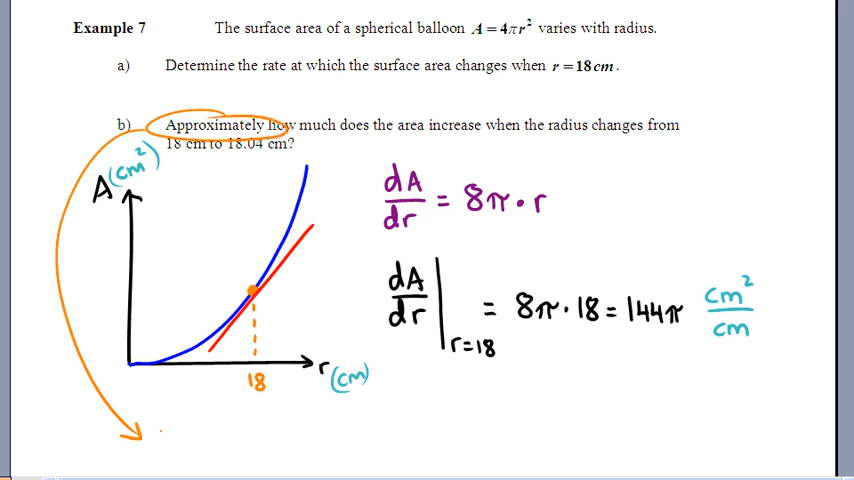 Example 7 The surface area of a spherical balloon A = 4πr² varies with radius.
a) Determine the rate at which the surface area changes when r = 18 cm.
b) Approximately how much does the area increase when the radius changes from
18 cm to 18.04 cm?
A (cm²)
dA/dr = 8π · r
dA/dr | r=18 = 8π · 18 = 144π cm²/cm
r (cm)
18